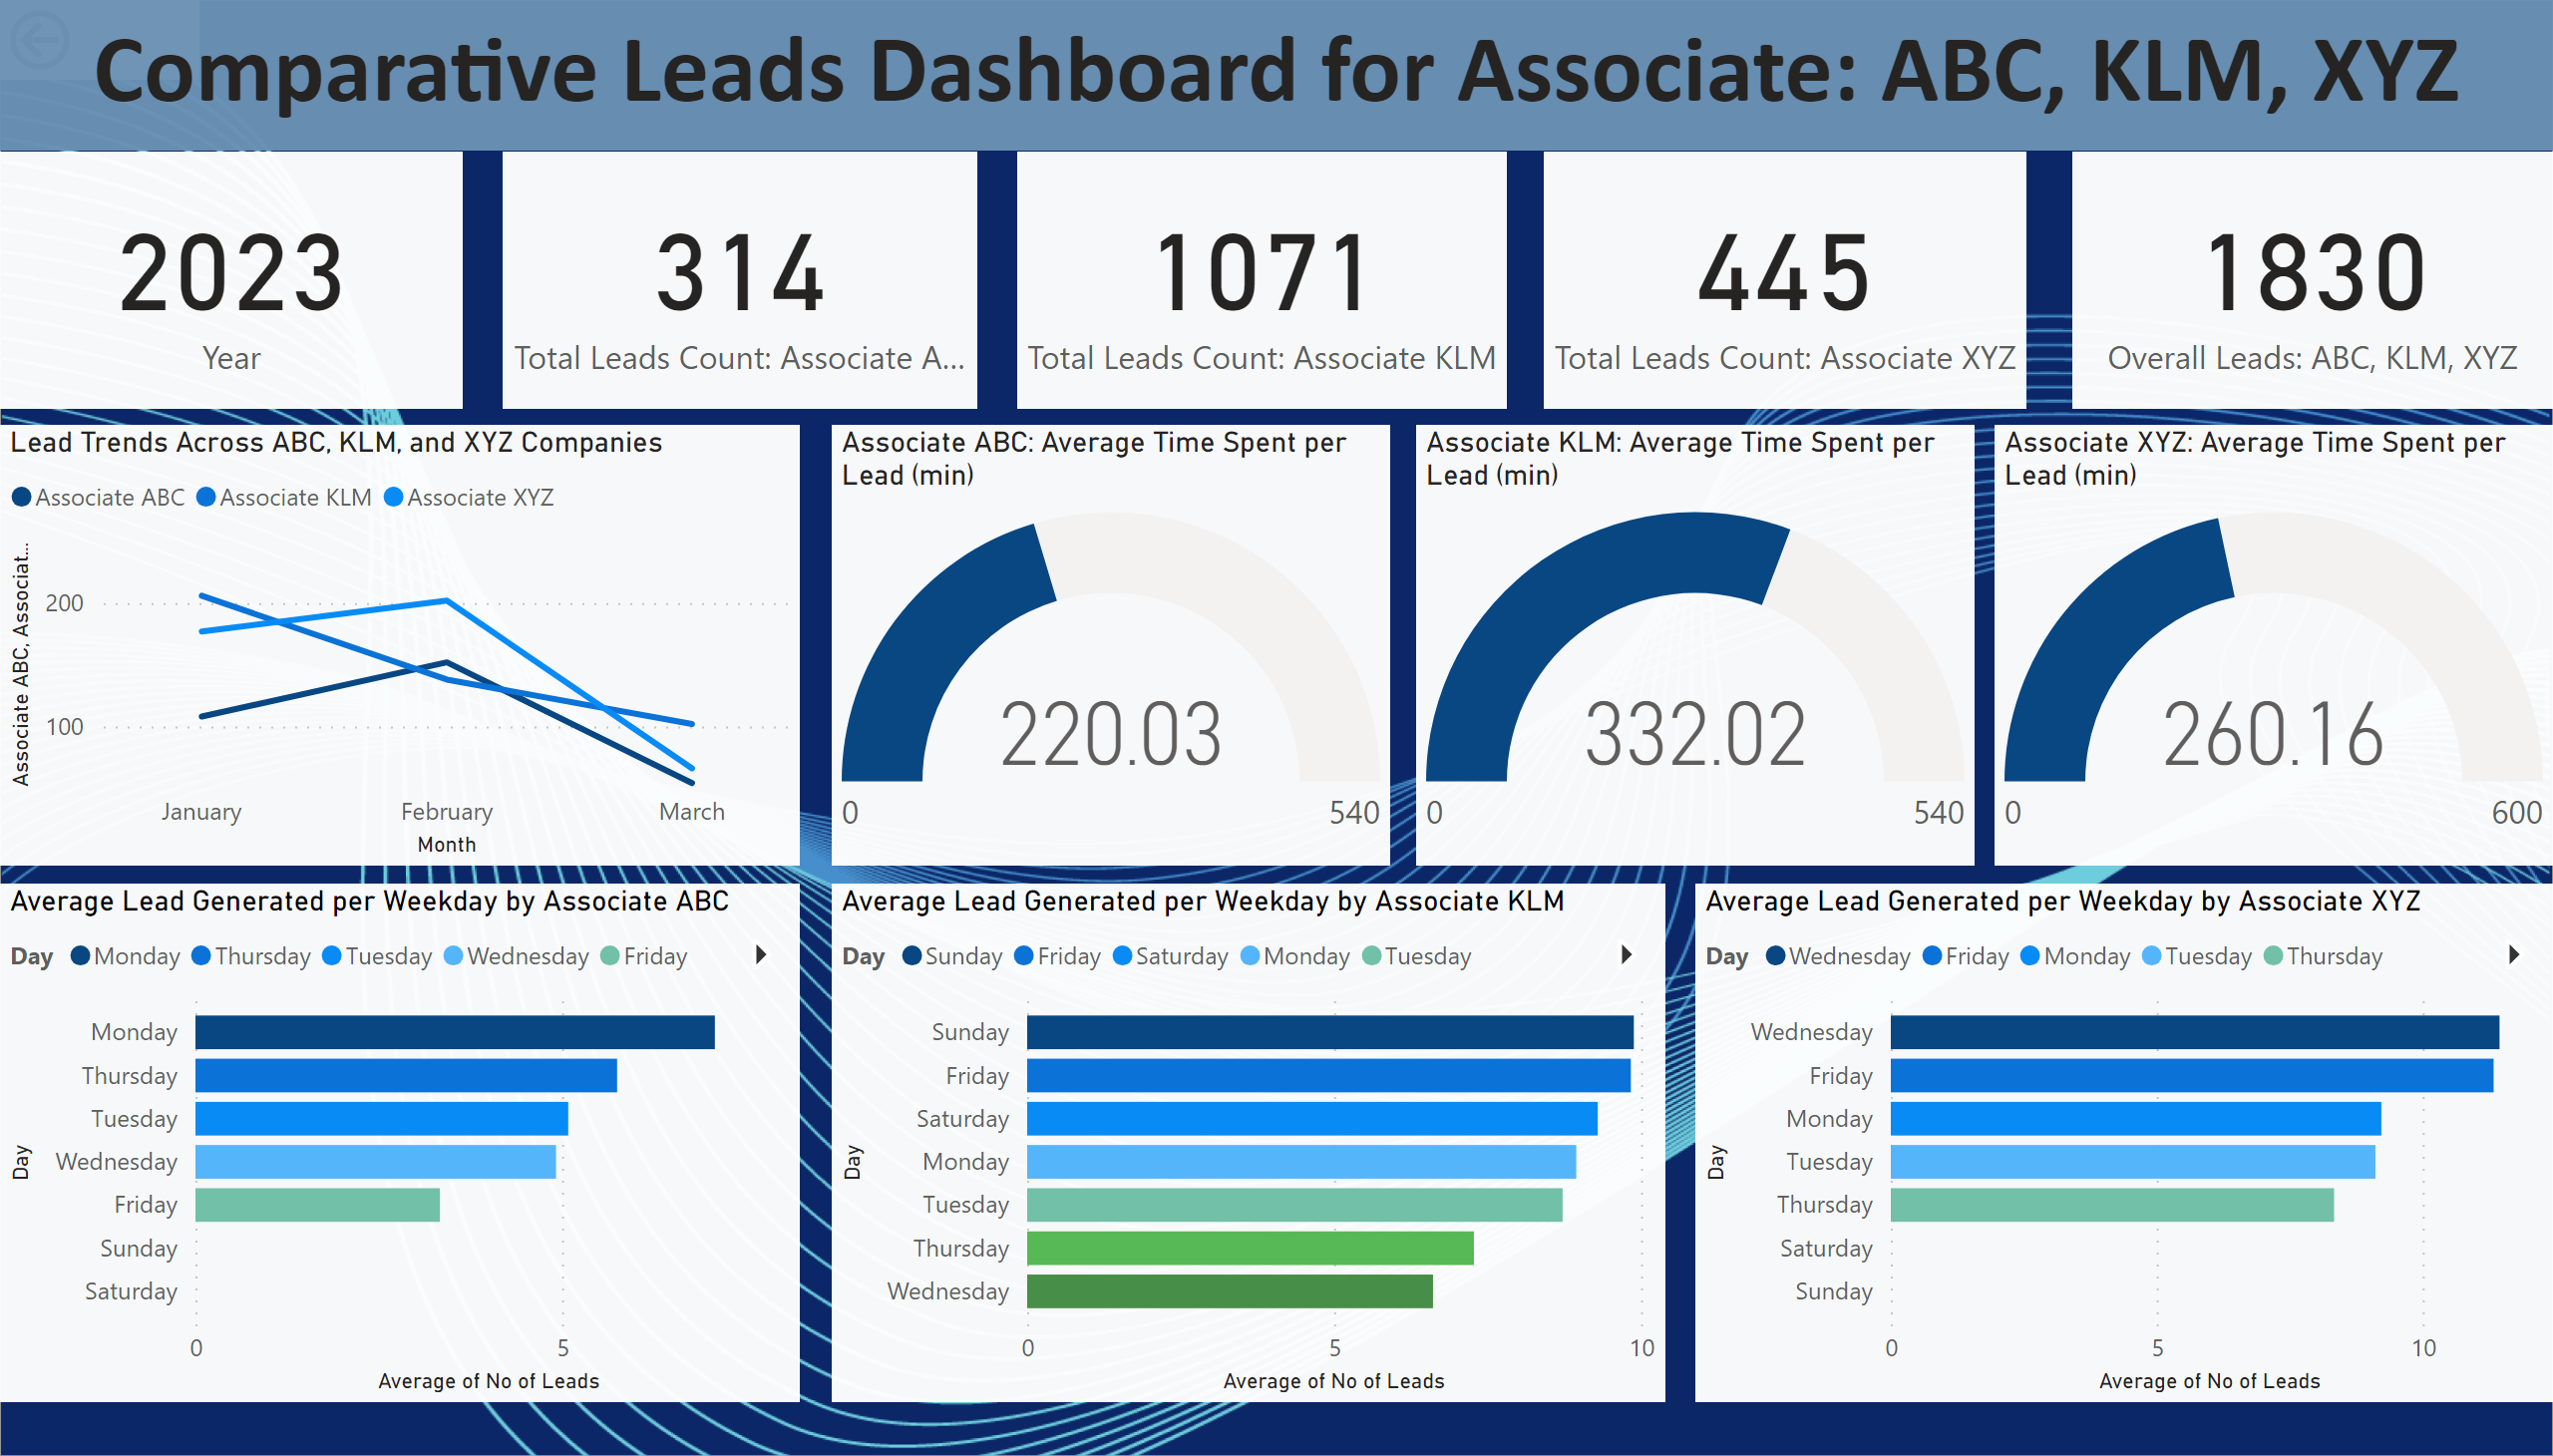 Comparative Leads Dashboard for Associate: ABC, KLM, XYZ
2023
Year
314
Total Leads Count: Associate A...
1071
Total Leads Count: Associate KLM
445
Total Leads Count: Associate XYZ
1830
Overall Leads: ABC, KLM, XYZ
Lead Trends Across ABC, KLM, and XYZ Companies
Associate ABC Associate KLM Associate XYZ
Associate ABC, Associat...
200
100
January February March
Month
Associate ABC: Average Time Spent per
Lead (min)
220.03
0 540
Associate KLM: Average Time Spent per
Lead (min)
332.02
0 540
Associate XYZ: Average Time Spent per
Lead (min)
260.16
0 600
Average Lead Generated per Weekday by Associate ABC
Day Monday Thursday Tuesday Wednesday Friday
Day
Monday
Thursday
Tuesday
Wednesday
Friday
Sunday
Saturday
0 5
Average of No of Leads
Average Lead Generated per Weekday by Associate KLM
Day Sunday Friday Saturday Monday Tuesday
Day
Sunday
Friday
Saturday
Monday
Tuesday
Thursday
Wednesday
0 5 10
Average of No of Leads
Average Lead Generated per Weekday by Associate XYZ
Day Wednesday Friday Monday Tuesday Thursday
Day
Wednesday
Friday
Monday
Tuesday
Thursday
Saturday
Sunday
0 5 10
Average of No of Leads